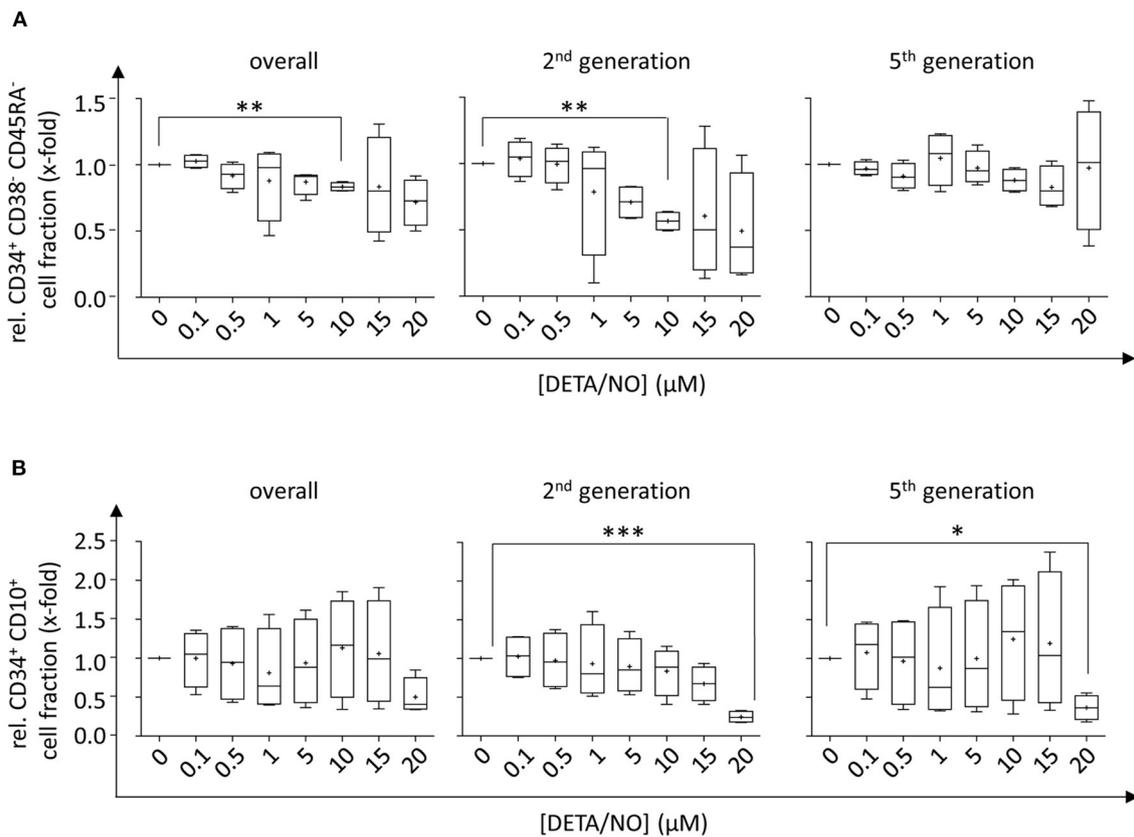 A
overall
2nd generation
5th generation
rel. CD34+ CD38- CD45RA-
cell fraction (x-fold)
1.5
1.0
0.5
0.0
**
**
0 0.1 0.5 1 5 10 15 20
0 0.1 0.5 1 5 10 15 20
0 0.1 0.5 1 5 10 15 20
[DETA/NO] (μM)
B
overall
2nd generation
5th generation
rel. CD34+ CD10+
cell fraction (x-fold)
2.5
2.0
1.5
1.0
0.5
0.0
***
*
0 0.1 0.5 1 5 10 15 20
0 0.1 0.5 1 5 10 15 20
0 0.1 0.5 1 5 10 15 20
[DETA/NO] (μM)